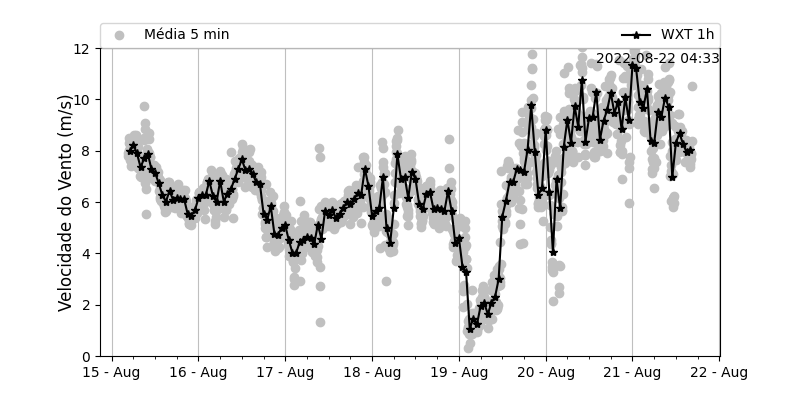 Média 5 min
WXT 1h
2022-08-22 04:33
Velocidade do Vento (m/s)
12
10
8
6
4
2
0
15 - Aug
16 - Aug
17 - Aug
18 - Aug
19 - Aug
20 - Aug
21 - Aug
22 - Aug